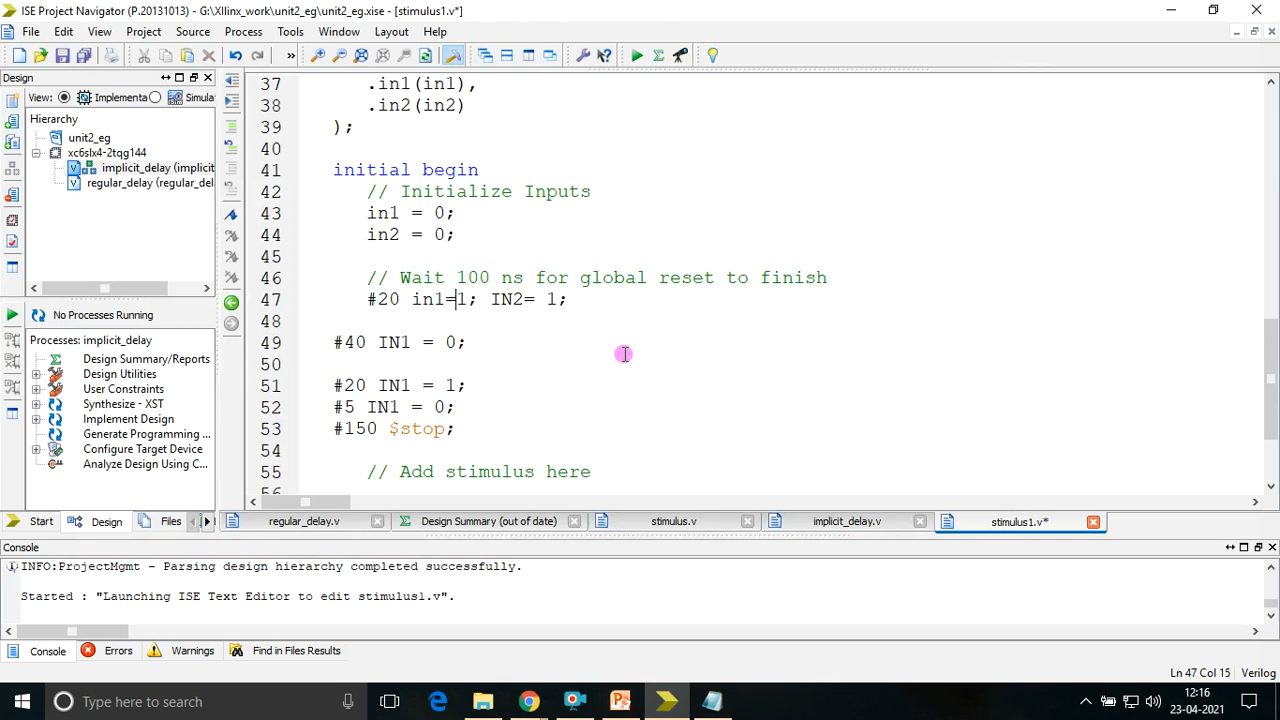 ISE Project Navigator (P.20131013) - G:\XIlinx_work\unit2_eg\unit2_eg.xise - [stimulus1.v*]
File Edit View Project Source Process Tools Window Layout Help
Design
View: Implementa Simula
Hierarchy
unit2_eg
xc6slx4-2tqg144
implicit_delay (implicit
regular_delay (regular_del
No Processes Running
Processes: implicit_delay
Design Summary/Reports
Design Utilities
User Constraints
Synthesize - XST
Implement Design
Generate Programming ...
Configure Target Device
Analyze Design Using C...
Start Design Files
37 .in1(in1),
38 .in2(in2)
39 );
40
41 initial begin
42 // Initialize Inputs
43 in1 = 0;
44 in2 = 0;
45
46 // Wait 100 ns for global reset to finish
47 #20 in1=1; IN2= 1;
48
49 #40 IN1 = 0;
50
51 #20 IN1 = 1;
52 #5 IN1 = 0;
53 #150 $stop;
54
55 // Add stimulus here
56
regular_delay.v Design Summary (out of date) stimulus.v implicit_delay.v stimulus1.v*
Console
INFO:ProjectMgmt - Parsing design hierarchy completed successfully.
Started : "Launching ISE Text Editor to edit stimulus1.v".
Console Errors Warnings Find in Files Results
Ln 47 Col 15 Verilog
Type here to search
12:16
23-04-2021